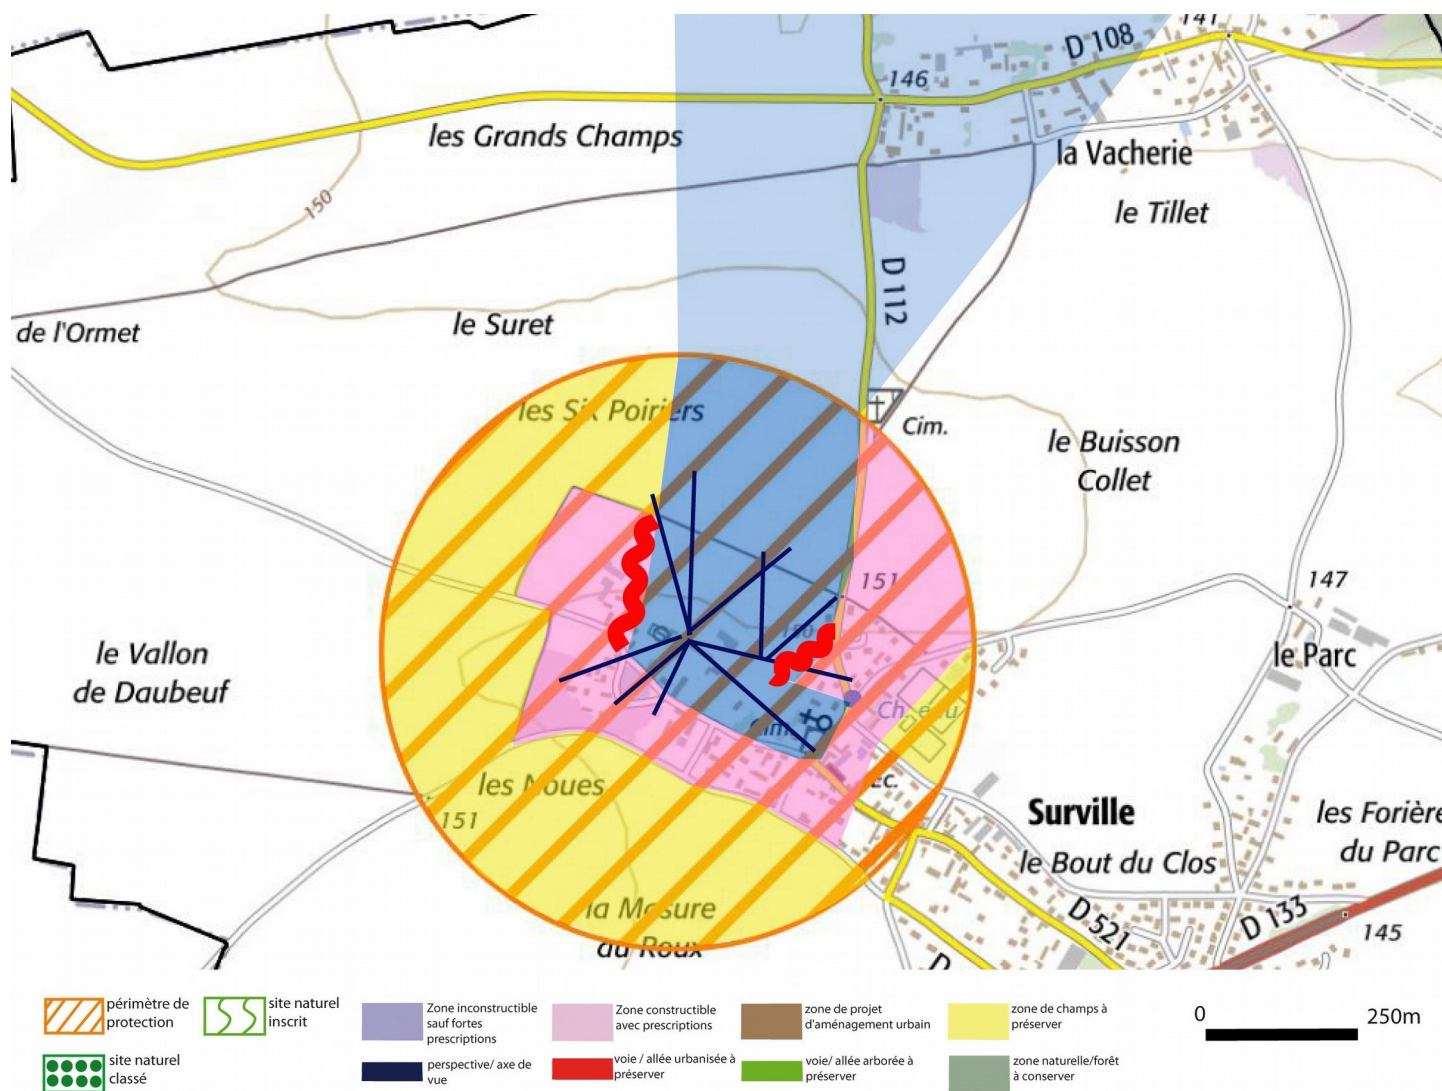 141
D 108
146
les Grands Champs
la Vacherie
150
le Tillet
D 112
de l'Ormet
le Suret
les Six Poiriers
Cim.
le Buisson
Collet
151
147
150
le Parc
le Vallon
de Daubeuf
Cim.
les Noues
151
Surville
le Bout du Clos
les Forière
du Parc
la Masure
du Roux
D 521
D 133
145
D
périmètre de
protection
site naturel
inscrit
Zone inconstructible
sauf fortes
prescriptions
Zone constructible
avec prescriptions
zone de projet
d'aménagement urbain
zone de champs à
préserver
0
250m
site naturel
classé
perspective/ axe de
vue
voie / allée urbanisée à
préserver
voie/ allée arborée à
préserver
zone naturelle/forêt
à conserver